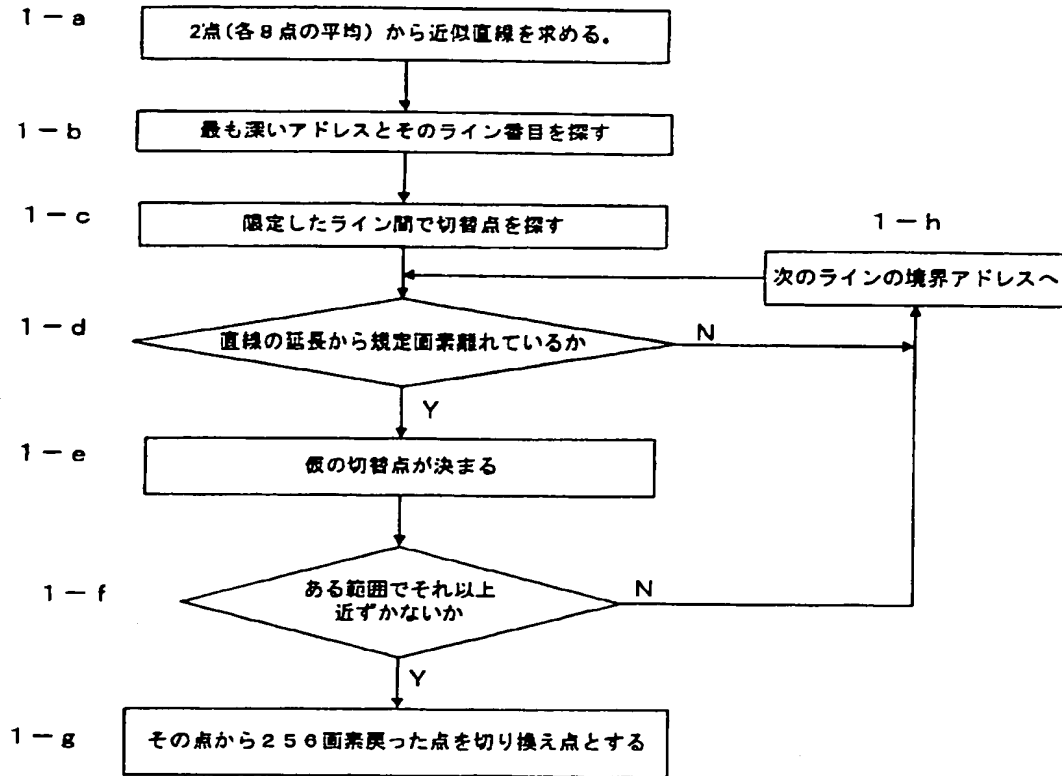 1－a
2点(各8点の平均)から近似直線を求める。
1－b
最も深いアドレスとそのライン番目を探す
1－c
限定したライン間で切替点を探す
1－h
次のラインの境界アドレスへ
1－d
直線の延長から規定画素離れているか
N
Y
1－e
仮の切替点が決まる
1－f
ある範囲でそれ以上
近ずかないか
N
Y
1－g
その点から256画素戻った点を切り換え点とする